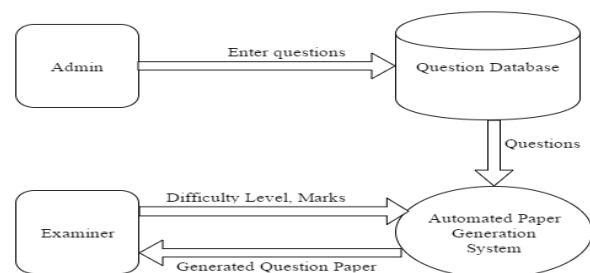 Enter questions
Admin
Question Database
Questions
Difficulty Level, Marks
Examiner
Automated Paper
Generation
System
Generated Question Paper